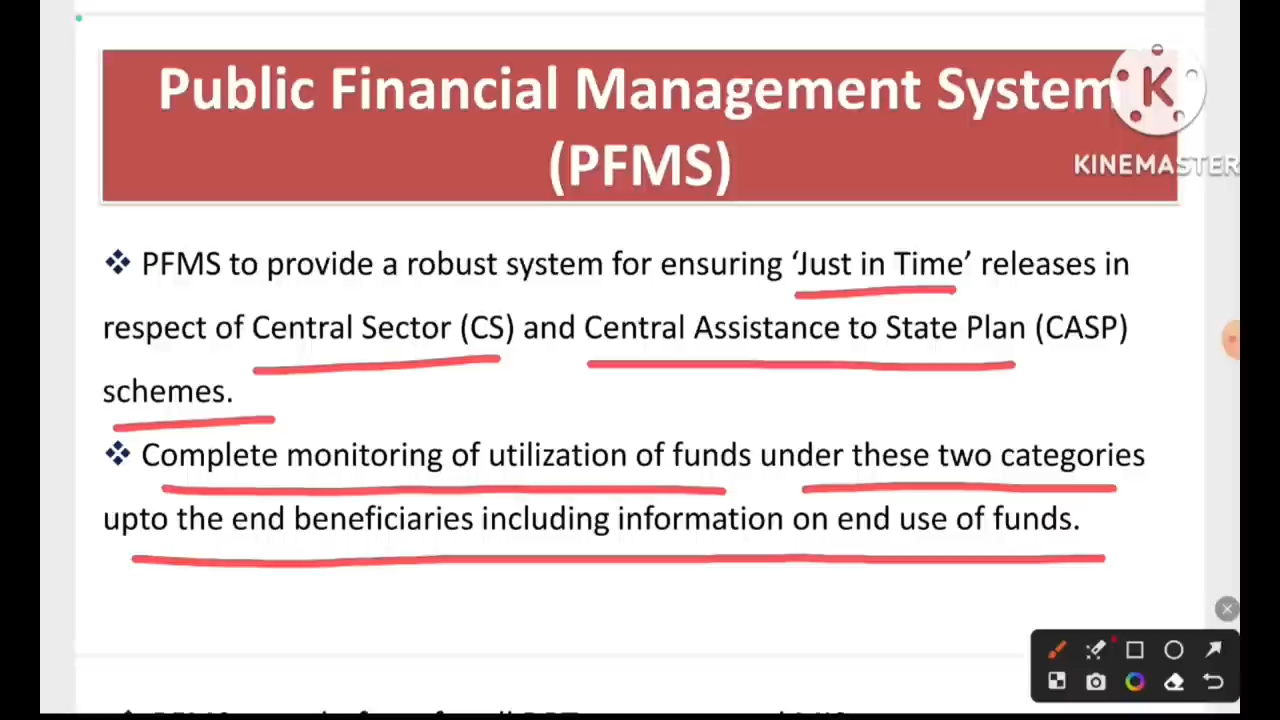 Public Financial Management System
(PFMS)
K
KINEMASTER
❖ PFMS to provide a robust system for ensuring ‘Just in Time’ releases in
respect of Central Sector (CS) and Central Assistance to State Plan (CASP)
schemes.
❖ Complete monitoring of utilization of funds under these two categories
upto the end beneficiaries including information on end use of funds.